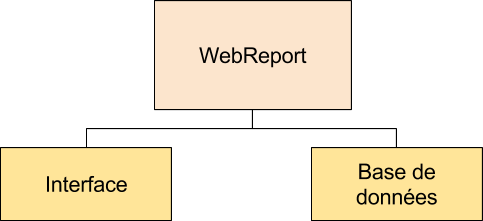 WebReport
Interface
Base de
données